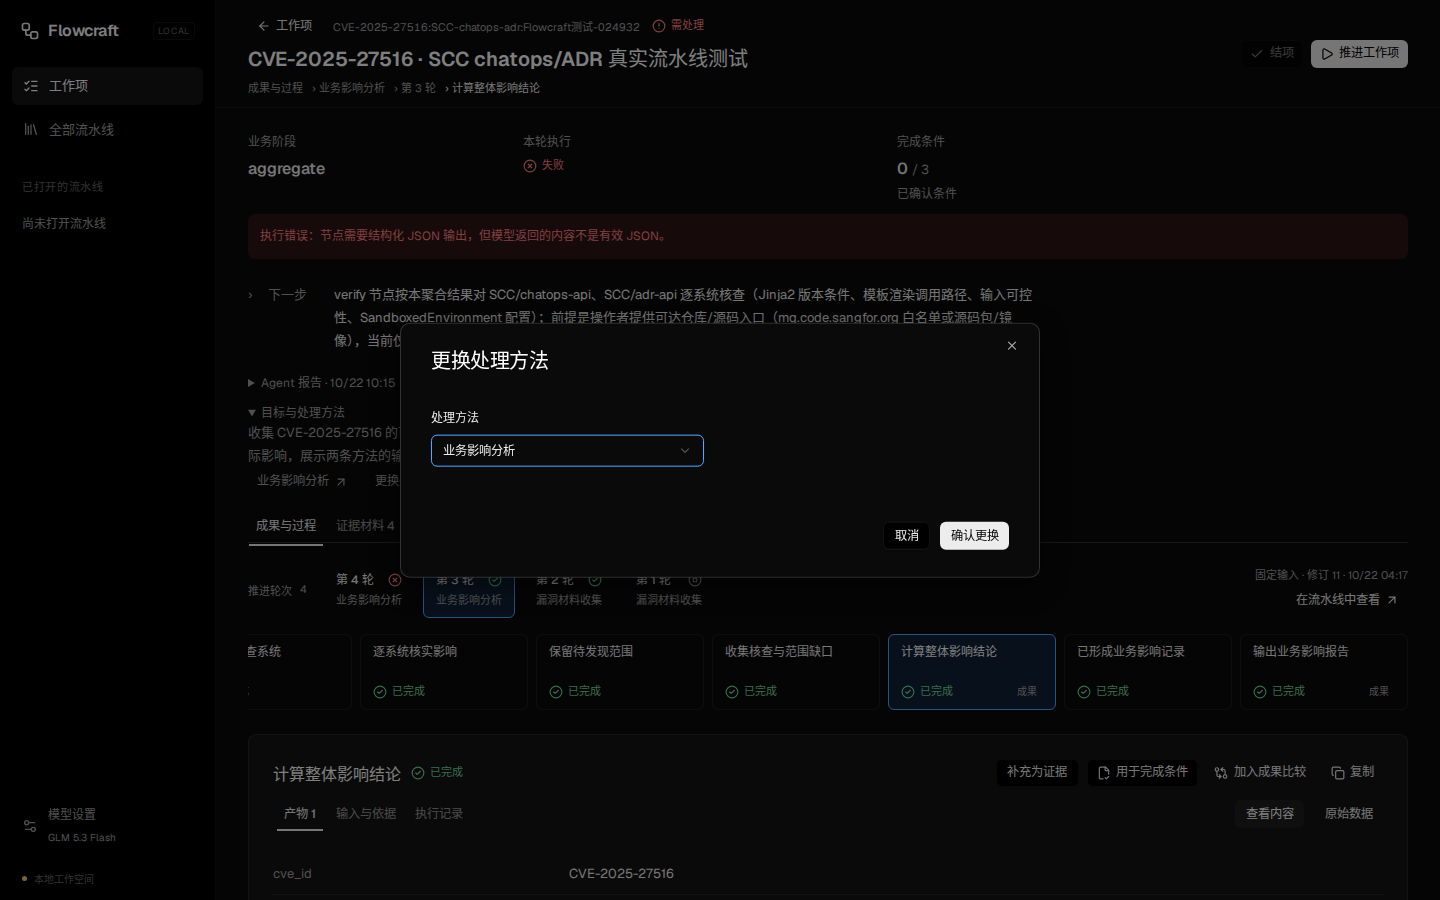 Flowcraft
LOCAL
工作项
全部流水线
已打开的流水线
尚未打开流水线
模型设置
GLM 5.3 Flash
本地工作空间
工作项
CVE-2025-27516:SCC-chatops-adr:Flowcraft测试-024932
需处理
CVE-2025-27516 · SCC chatops/ADR 真实流水线测试
成果与过程 › 业务影响分析 › 第 3 轮 › 计算整体影响结论
结项
推进工作项
业务阶段
aggregate
本轮执行
失败
完成条件
0 / 3
已确认条件
执行错误：节点需要结构化 JSON 输出，但模型返回的内容不是有效 JSON。
› 下一步
verify 节点按本聚合结果对 SCC/chatops-api、SCC/adr-api 逐系统核查（Jinja2 版本条件、模板渲染调用路径、输入可控
性、SandboxedEnvironment 配置）；前提是操作者提供可达仓库/源码入口（mq.code.sangfor.org 白名单或源码包/镜
像），当前
Agent 报告 · 10/22 10:15
目标与处理方法
收集 CVE-2025-27516 的
际影响，展示两条方法的
业务影响分析
更换
更换处理方法
处理方法
业务影响分析
取消
确认更换
成果与过程
证据材料 4
推进轮次 4
第 4 轮
业务影响分析
第 3 轮
业务影响分析
第 2 轮
漏洞材料收集
第 1 轮
漏洞材料收集
固定输入 · 修订 11 · 10/22 04:17
在流水线中查看
查系统
逐系统核实影响
已完成
保留待发现范围
已完成
收集核查与范围缺口
已完成
计算整体影响结论
已完成
成果
已形成业务影响记录
已完成
输出业务影响报告
已完成
成果
计算整体影响结论
已完成
补充为证据
用于完成条件
加入成果比较
复制
产物 1
输入与依据
执行记录
查看内容
原始数据
cve_id
CVE-2025-27516